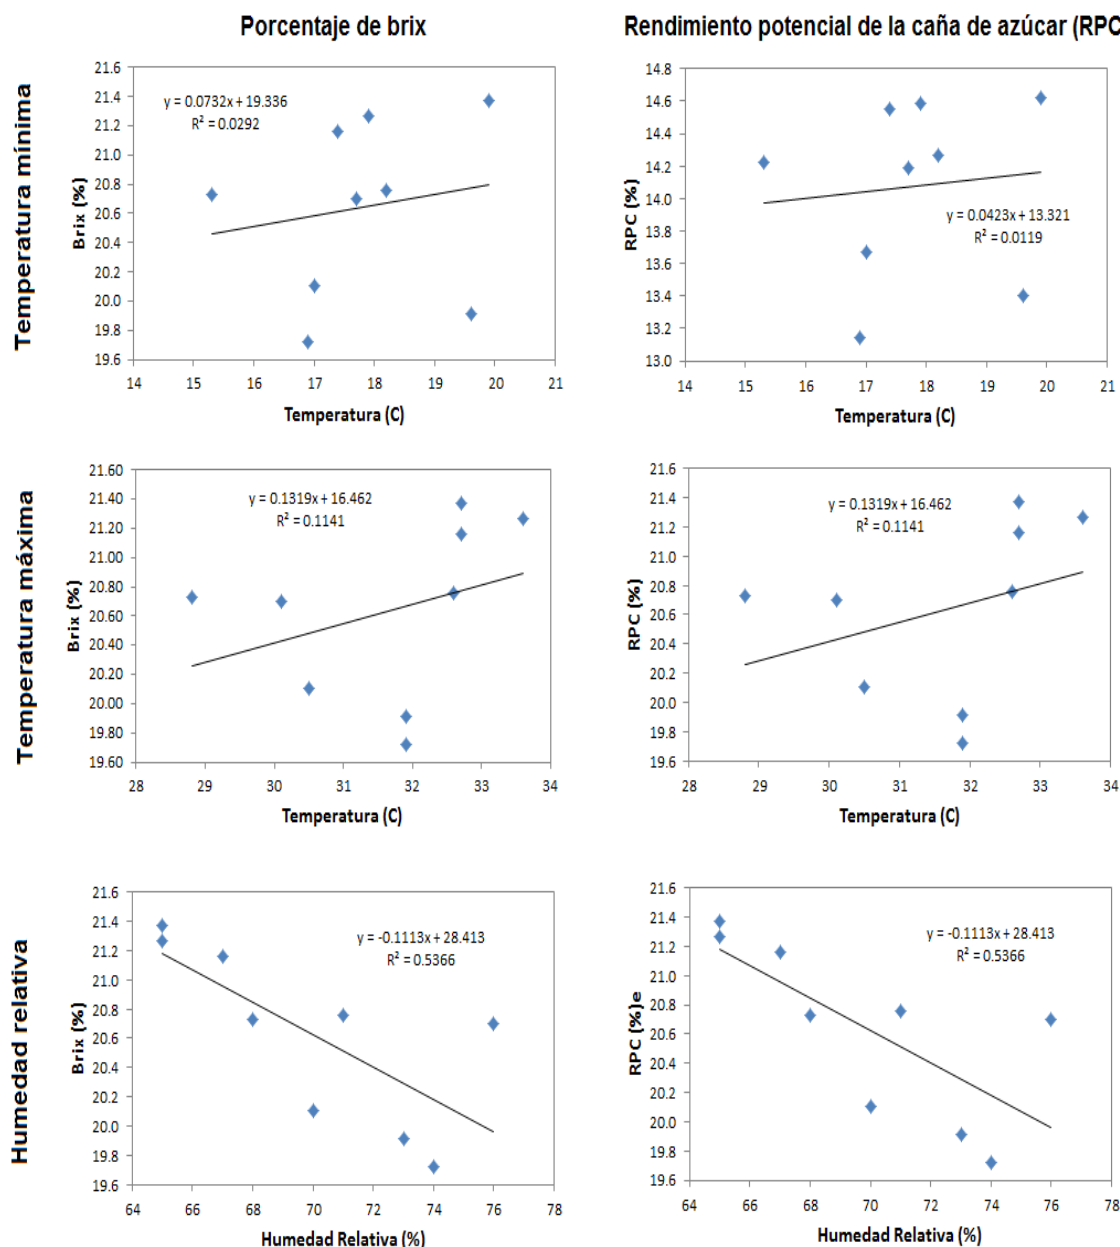 Porcentaje de brix
Rendimiento potencial de la caña de azúcar (RPC
Temperatura mínima
21.6
21.4
21.2
21.0
20.8
20.6
20.4
20.2
20.0
19.8
19.6
Brix (%)
y = 0.0732x + 19.336
R² = 0.0292
14 15 16 17 18 19 20 21
Temperatura (C)
14.8
14.6
14.4
14.2
14.0
13.8
13.6
13.4
13.2
13.0
RPC (%)
y = 0.0423x + 13.321
R² = 0.0119
14 15 16 17 18 19 20 21
Temperatura (C)
Temperatura máxima
21.60
21.40
21.20
21.00
20.80
20.60
20.40
20.20
20.00
19.80
19.60
Brix (%)
y = 0.1319x + 16.462
R² = 0.1141
28 29 30 31 32 33 34
Temperatura (C)
21.6
21.4
21.2
21.0
20.8
20.6
20.4
20.2
20.0
19.8
19.6
RPC (%)
y = 0.1319x + 16.462
R² = 0.1141
28 29 30 31 32 33 34
Temperatura (C)
Humedad relativa
21.6
21.4
21.2
21.0
20.8
20.6
20.4
20.2
20.0
19.8
19.6
Brix (%)
y = -0.1113x + 28.413
R² = 0.5366
64 66 68 70 72 74 76 78
Humedad Relativa (%)
21.6
21.4
21.2
21.0
20.8
20.6
20.4
20.2
20.0
19.8
19.6
RPC (%)e
y = -0.1113x + 28.413
R² = 0.5366
64 66 68 70 72 74 76 78
Humedad Relativa (%)